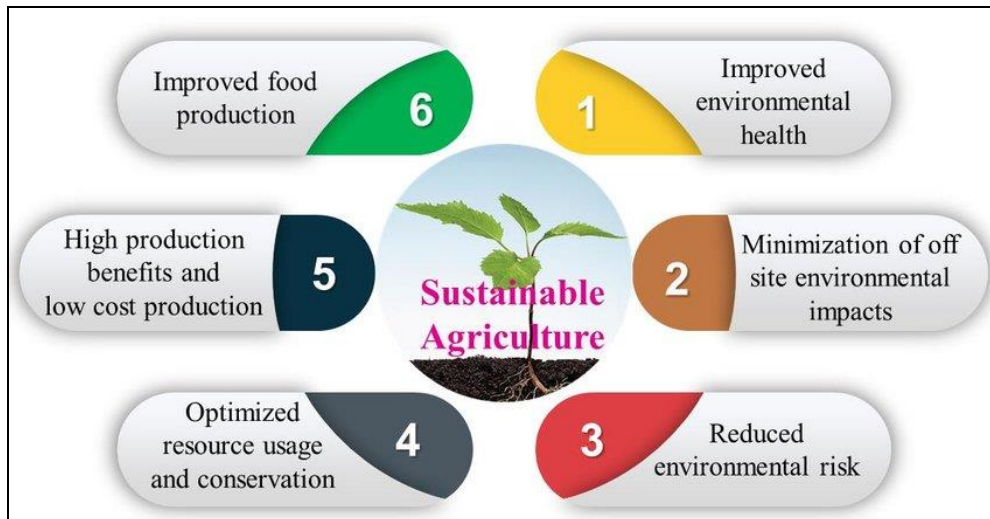 1
Improved
environmental
health
2
Minimization of off
site environmental
impacts
3
Reduced
environmental risk
4
Optimized
resource usage
and conservation
5
High production
benefits and
low cost production
6
Improved food
production
Sustainable
Agriculture